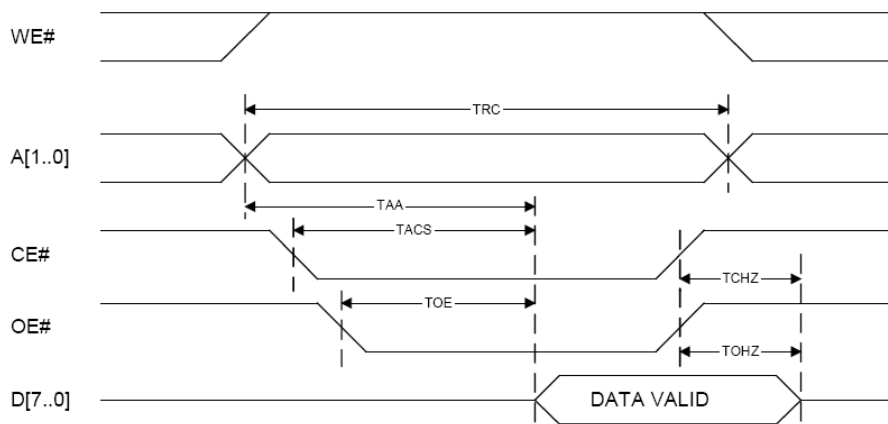 WE#
TRC
A[1..0]
TAA
TACS
CE#
TCHZ
TOE
OE#
TOHZ
D[7..0] DATA VALID